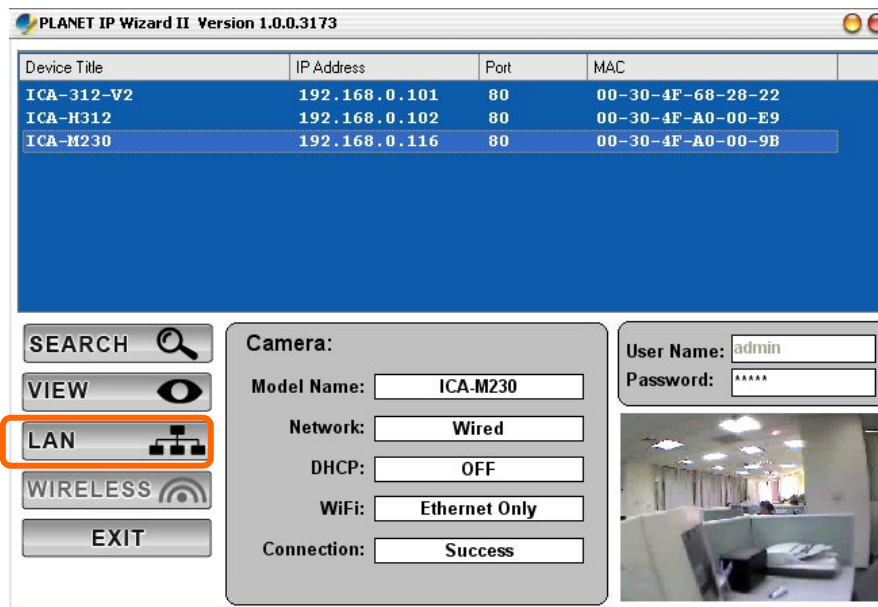 PLANET IP Wizard II Version 1.0.0.3173
Device Title IP Address Port MAC
ICA-312-V2 192.168.0.101 80 00-30-4F-68-28-22
ICA-H312 192.168.0.102 80 00-30-4F-A0-00-E9
ICA-M230 192.168.0.116 80 00-30-4F-A0-00-9B
SEARCH
VIEW
LAN
WIRELESS
EXIT
Camera:
Model Name: ICA-M230
Network: Wired
DHCP: OFF
WiFi: Ethernet Only
Connection: Success
User Name: admin
Password: *****